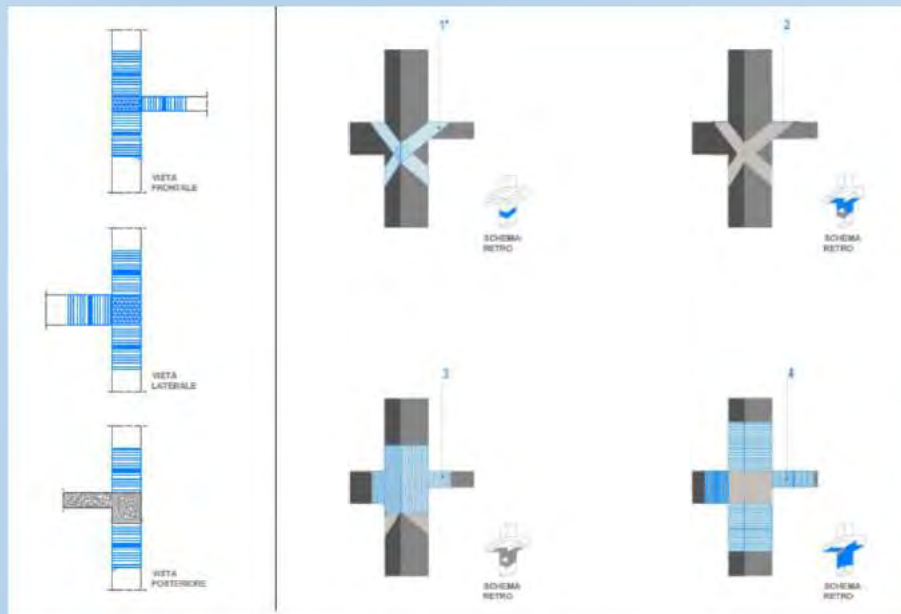 VISTA
FRONTALE
VISTA
LATERALE
VISTA
POSTERIORE
1*
SCHEMA
RETRO
2
SCHEMA
RETRO
3
SCHEMA
RETRO
4
SCHEMA
RETRO